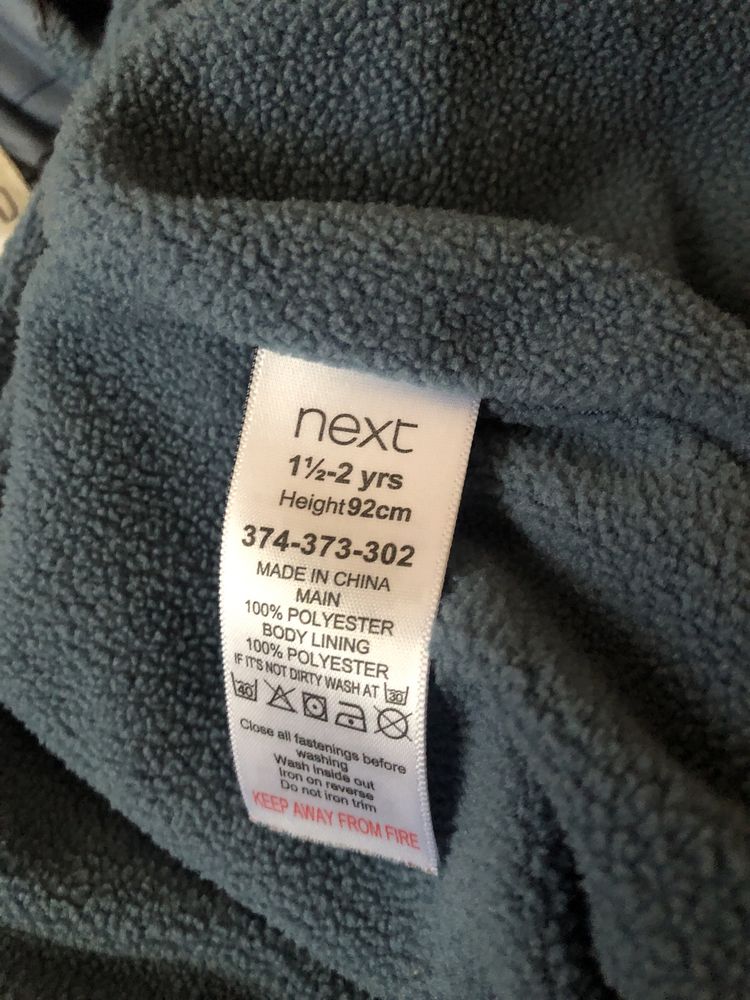 next
1½-2 yrs
Height 92cm
374-373-302
MADE IN CHINA
MAIN
100% POLYESTER
BODY LINING
100% POLYESTER
IF IT'S NOT DIRTY WASH AT 30
40
Close all fastenings before
washing
Wash inside out
Iron on reverse
Do not iron trim
KEEP AWAY FROM FIRE